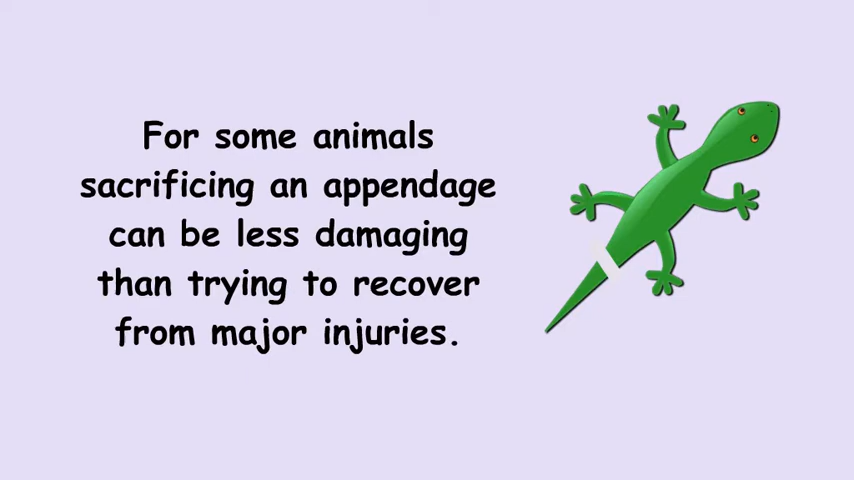 For some animals
sacrificing an appendage
can be less damaging
than trying to recover
from major injuries.